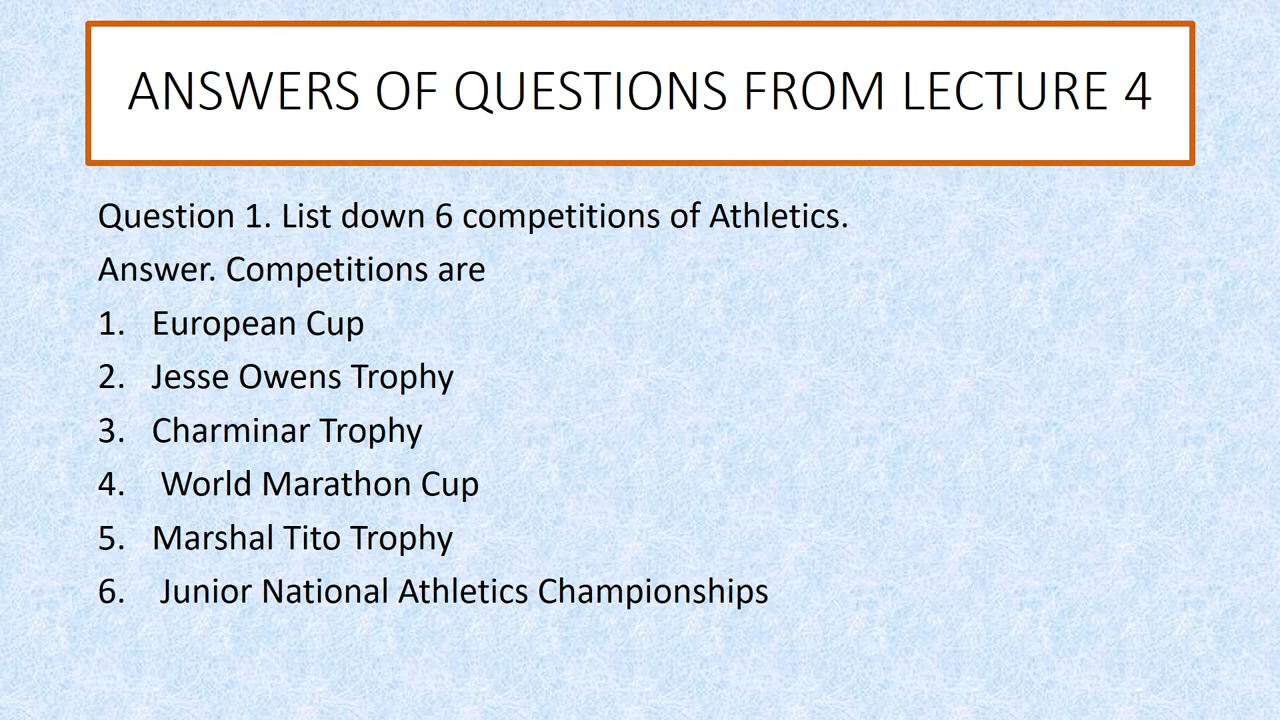 ANSWERS OF QUESTIONS FROM LECTURE 4
Question 1. List down 6 competitions of Athletics.
Answer. Competitions are
1. European Cup
2. Jesse Owens Trophy
3. Charminar Trophy
4. World Marathon Cup
5. Marshal Tito Trophy
6. Junior National Athletics Championships